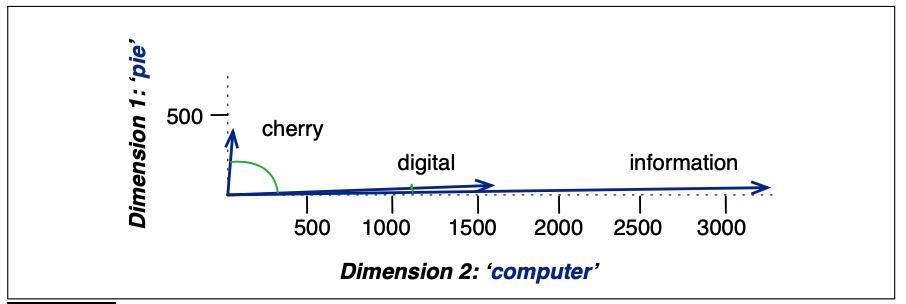 Dimension 1: ‘pie’
500
cherry
digital
information
500 1000 1500 2000 2500 3000
Dimension 2: ‘computer’